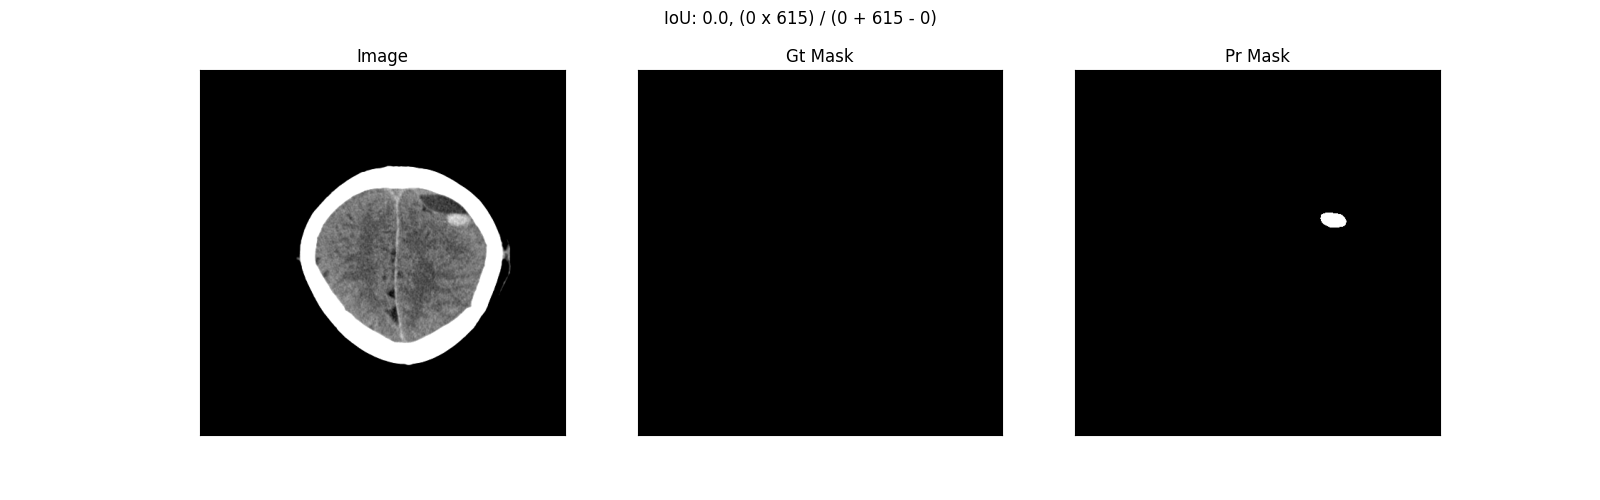 IoU: 0.0, (0 x 615) / (0 + 615 - 0)
Image
Gt Mask
Pr Mask